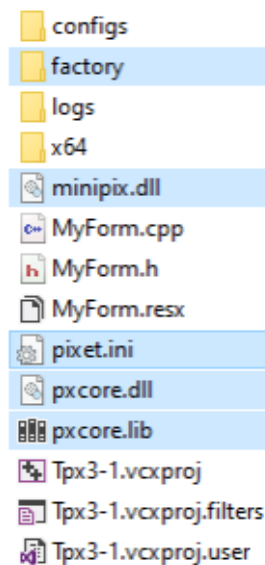 configs
factory
logs
x64
minipix.dll
MyForm.cpp
MyForm.h
MyForm.resx
pixet.ini
pxcore.dll
pxcore.lib
Tpx3-1.vcxproj
Tpx3-1.vcxproj.filters
Tpx3-1.vcxproj.user